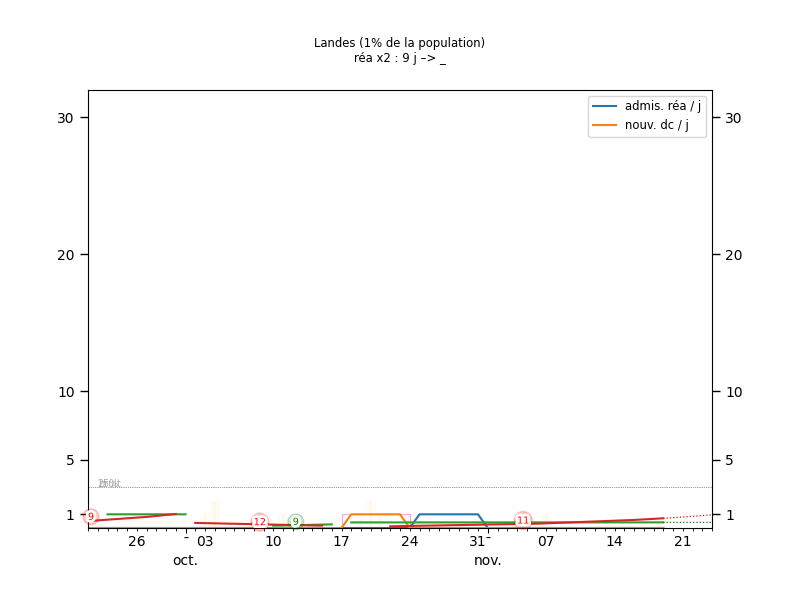 Landes (1% de la population)
réa x2 : 9 j –> _
admis. réa / j
nouv. dc / j
30 30
20 20
10 10
5 5
1 1
9 12 9 11
26 - 03 10 17 24 31 - 07 14 21
oct. nov.